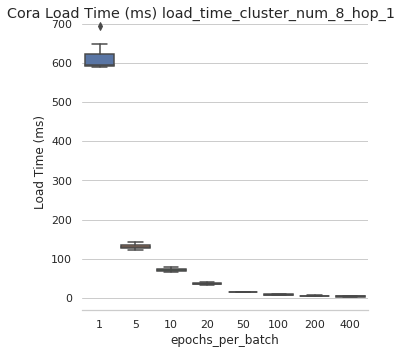 Cora Load Time (ms) load_time_cluster_num_8_hop_1
700
600
500
400
300
200
100
0
Load Time (ms)
1 5 10 20 50 100 200 400
epochs_per_batch